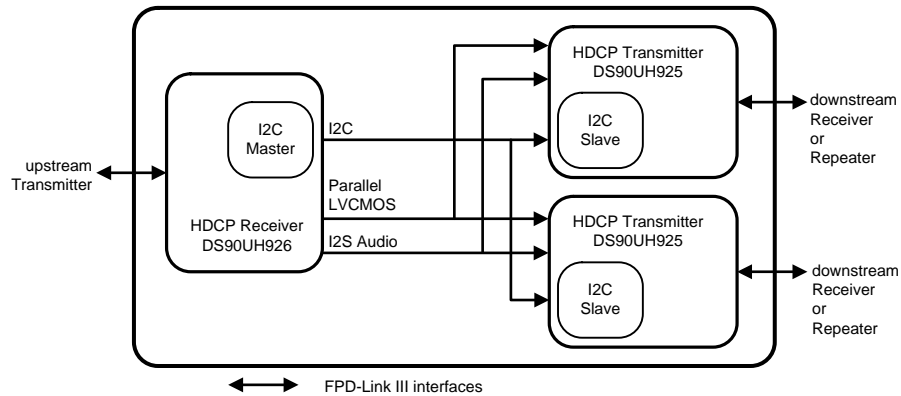 upstream
Transmitter
HDCP Receiver
DS90UH926
I2C
Master
I2C
Parallel
LVCMOS
I2S Audio
HDCP Transmitter
DS90UH925
I2C
Slave
downstream
Receiver
or
Repeater
HDCP Transmitter
DS90UH925
I2C
Slave
downstream
Receiver
or
Repeater
FPD-Link III interfaces